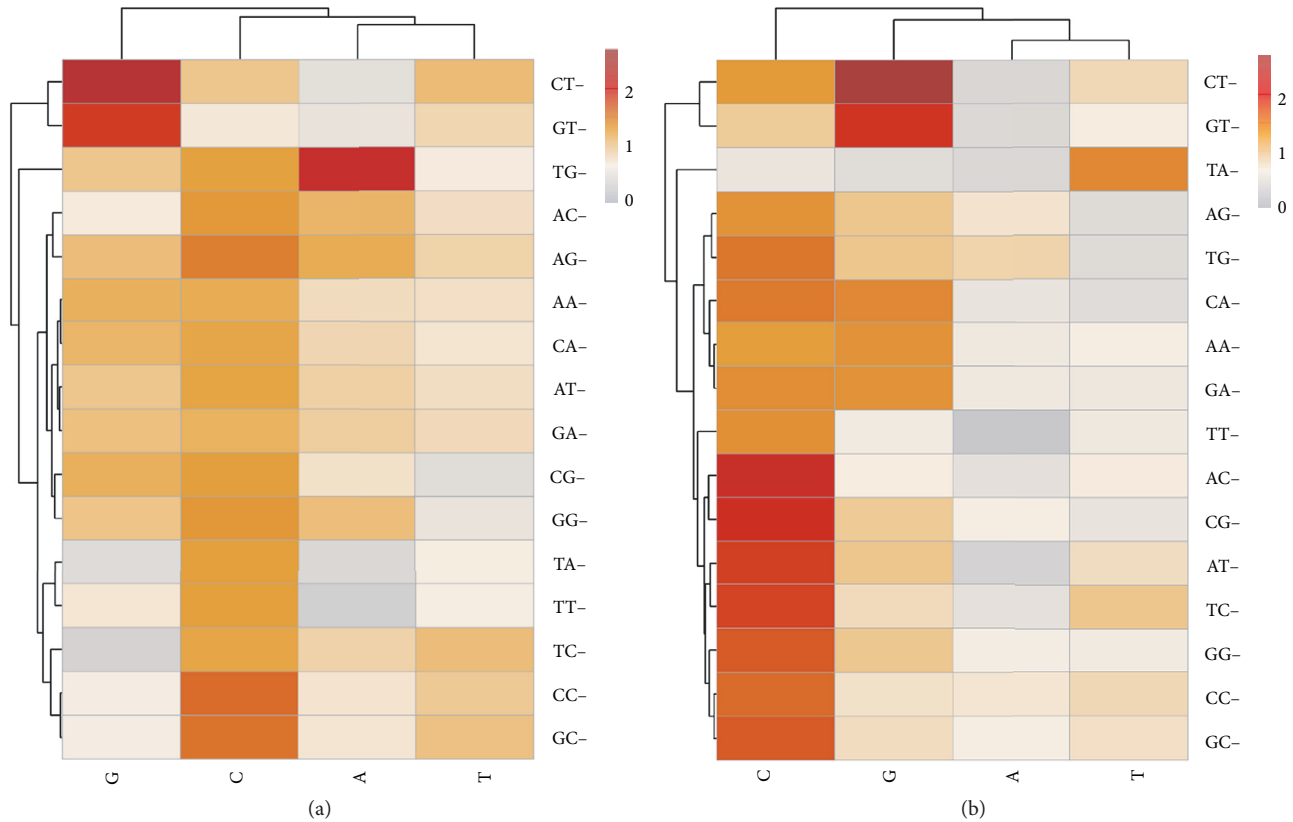 CT–
GT–
TG–
AC–
AG–
AA–
CA–
AT–
GA–
CG–
GG–
TA–
TT–
TC–
CC–
GC–
2
1
0
G
C
A
T
(a)
CT–
GT–
TA–
AG–
TG–
CA–
AA–
GA–
TT–
AC–
CG–
AT–
TC–
GG–
CC–
GC–
2
1
0
C
G
A
T
(b)